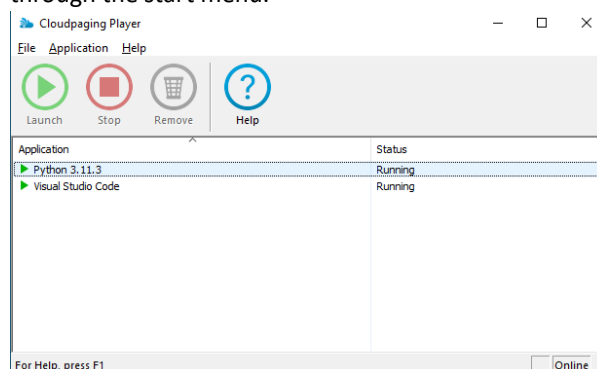 through the start menu.
Cloudpaging Player
File Application Help
Launch Stop Remove Help
Application Status
Python 3.11.3 Running
Visual Studio Code Running
For Help, press F1 Online